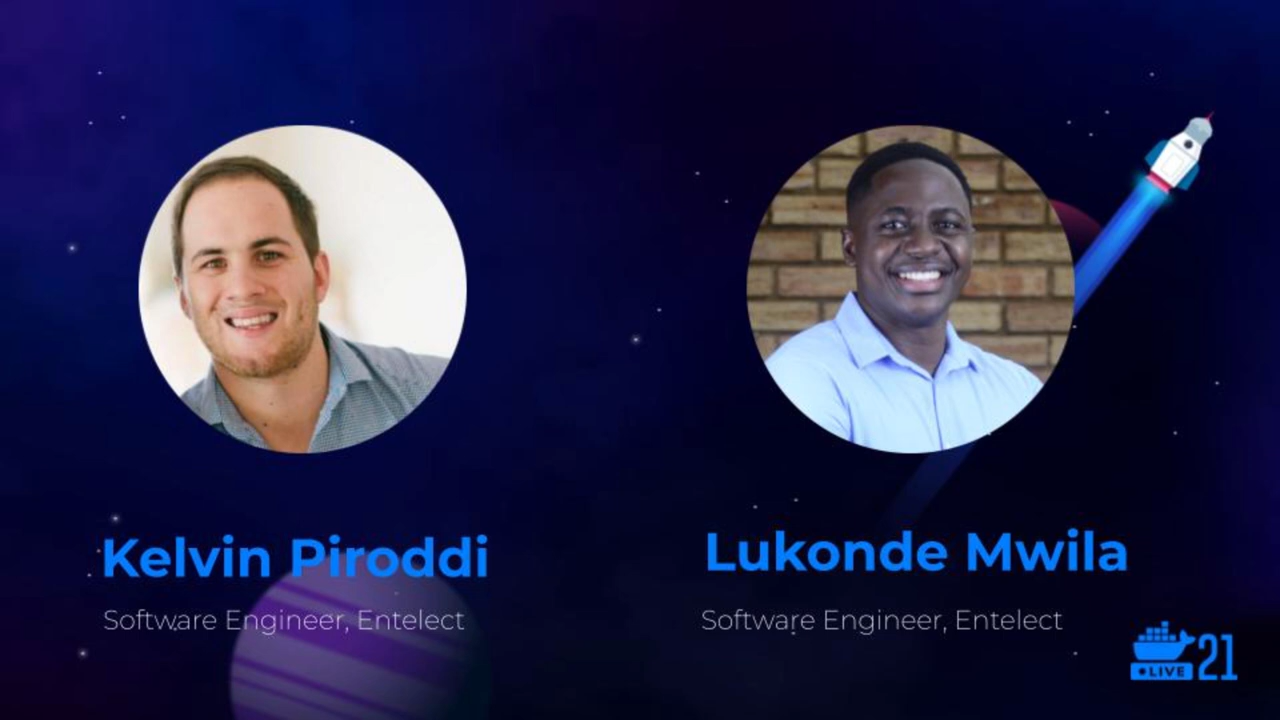 Kelvin Piroddi
Software Engineer, Entelect
Lukonde Mwila
Software Engineer, Entelect
LIVE 21